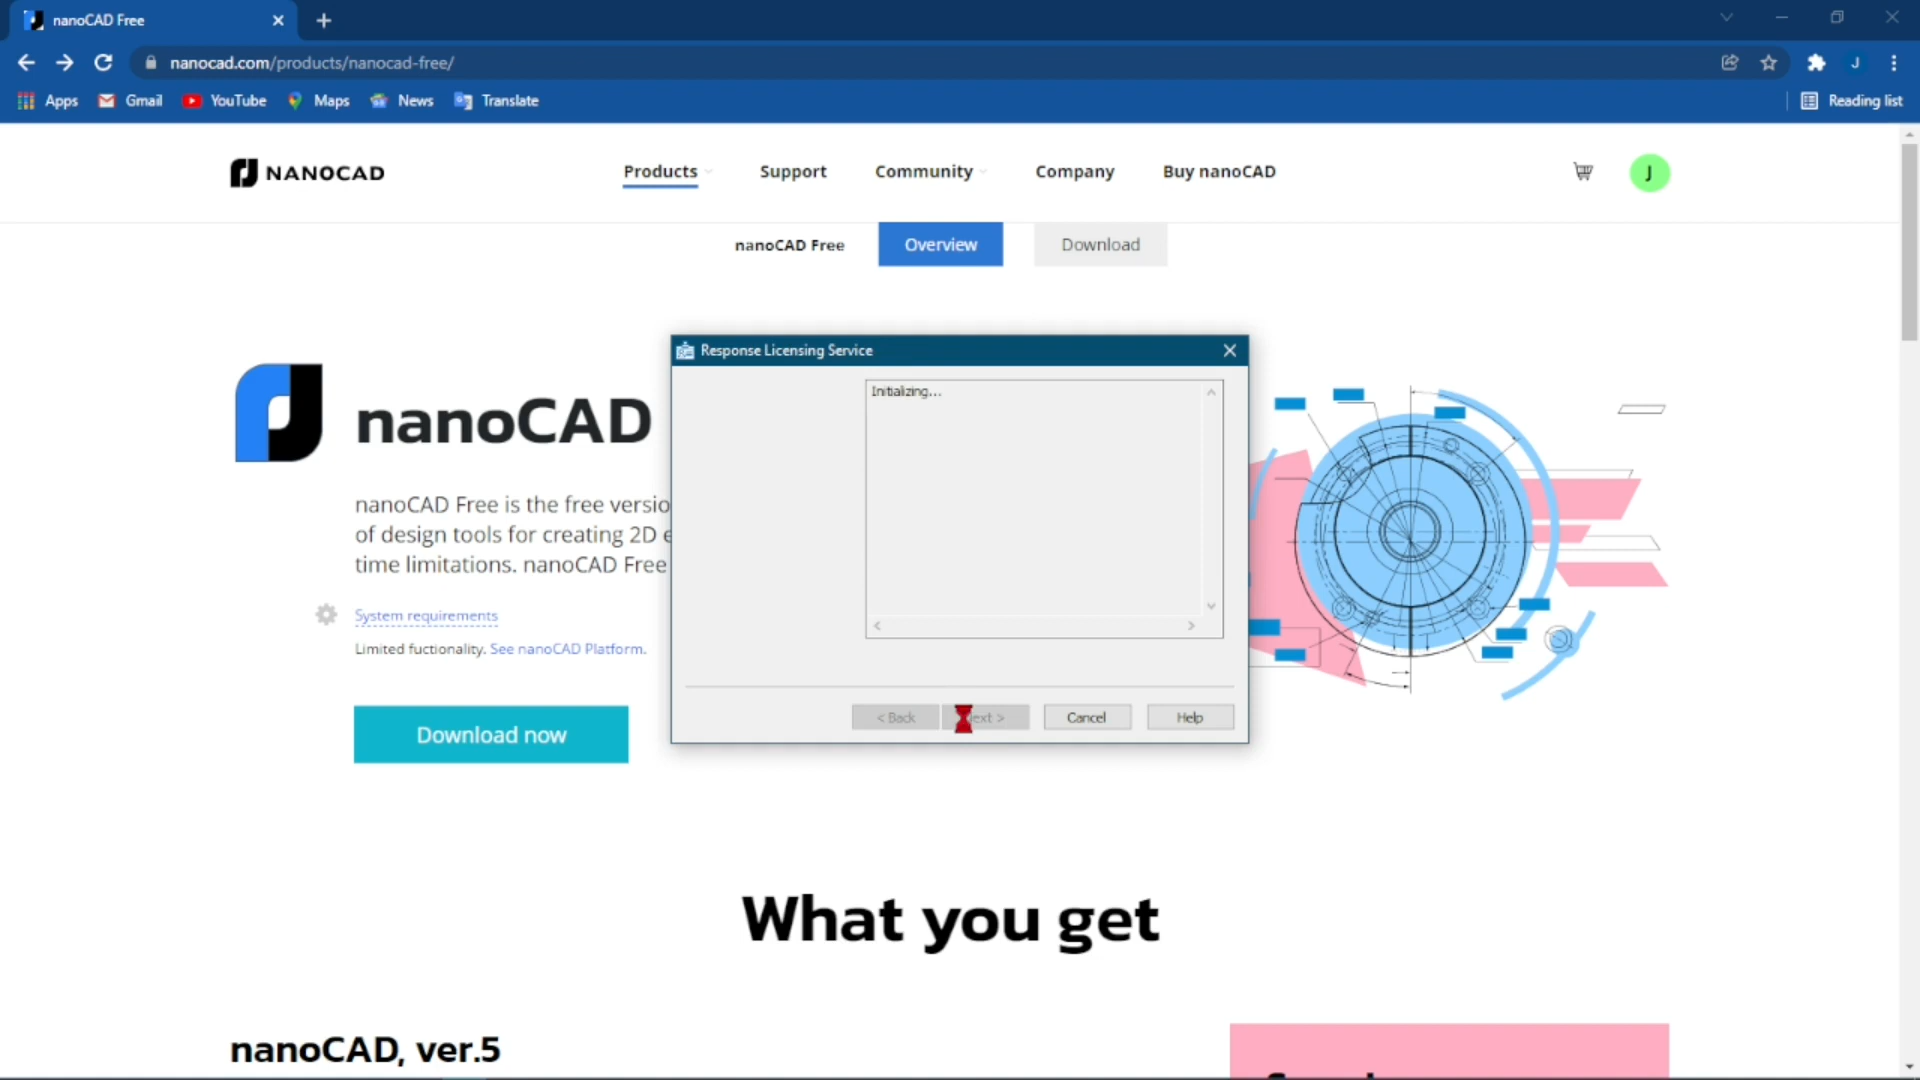 nanoCAD Free
nanocad.com/products/nanocad-free/
J
Apps Gmail YouTube Maps News Translate Reading list
NANOCAD Products Support Community Company Buy nanoCAD J
nanoCAD Free Overview Download
Response Licensing Service
Initializing...
nanoCAD
nanoCAD Free is the free
of design tools for creating 2D
time limitations. nanoCAD Free
System requirements
Limited fuctionality. See nanoCAD Platform.
< Back >
Cancel Help
Download now
What you get
nanoCAD, ver.5